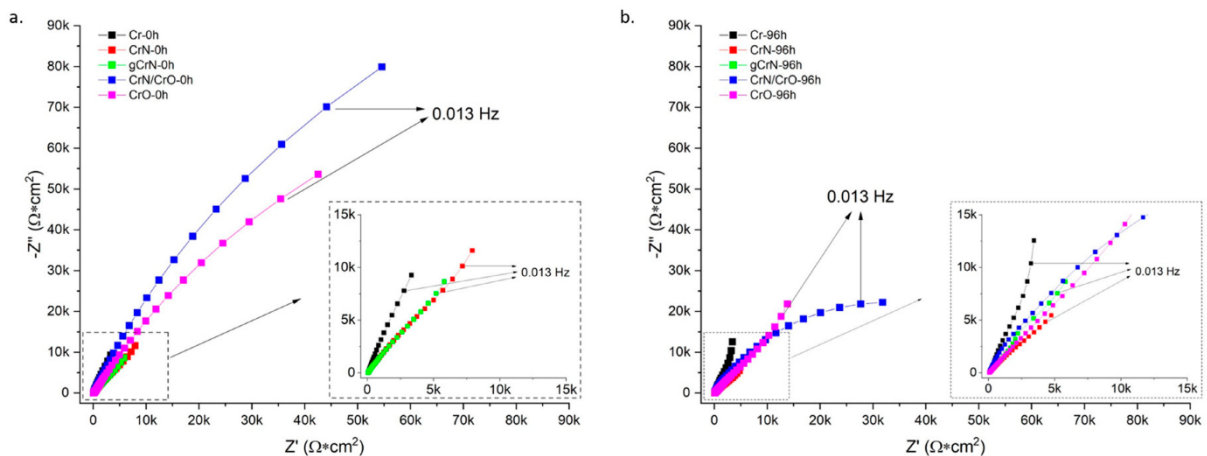 a.
90k
80k
70k
60k
50k
40k
30k
20k
10k
0
-Z'' (Ω*cm²)
Cr-0h
CrN-0h
gCrN-0h
CrN/CrO-0h
CrO-0h
0.013 Hz
15k
10k
5k
0
0.013 Hz
0
5k
10k
15k
0
10k
20k
30k
40k
50k
60k
70k
80k
90k
Z' (Ω*cm²)
b.
90k
80k
70k
60k
50k
40k
30k
20k
10k
0
-Z'' (Ω*cm²)
Cr-96h
CrN-96h
gCrN-96h
CrN/CrO-96h
CrO-96h
0.013 Hz
15k
10k
5k
0
0.013 Hz
0
5k
10k
15k
0
10k
20k
30k
40k
50k
60k
70k
80k
90k
Z' (Ω*cm²)